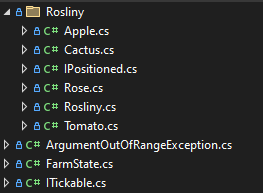 Rosliny
C# Apple.cs
C# Cactus.cs
C# IPositioned.cs
C# Rose.cs
C# Rosliny.cs
C# Tomato.cs
C# ArgumentOutOfRangeException.cs
C# FarmState.cs
C# ITickable.cs